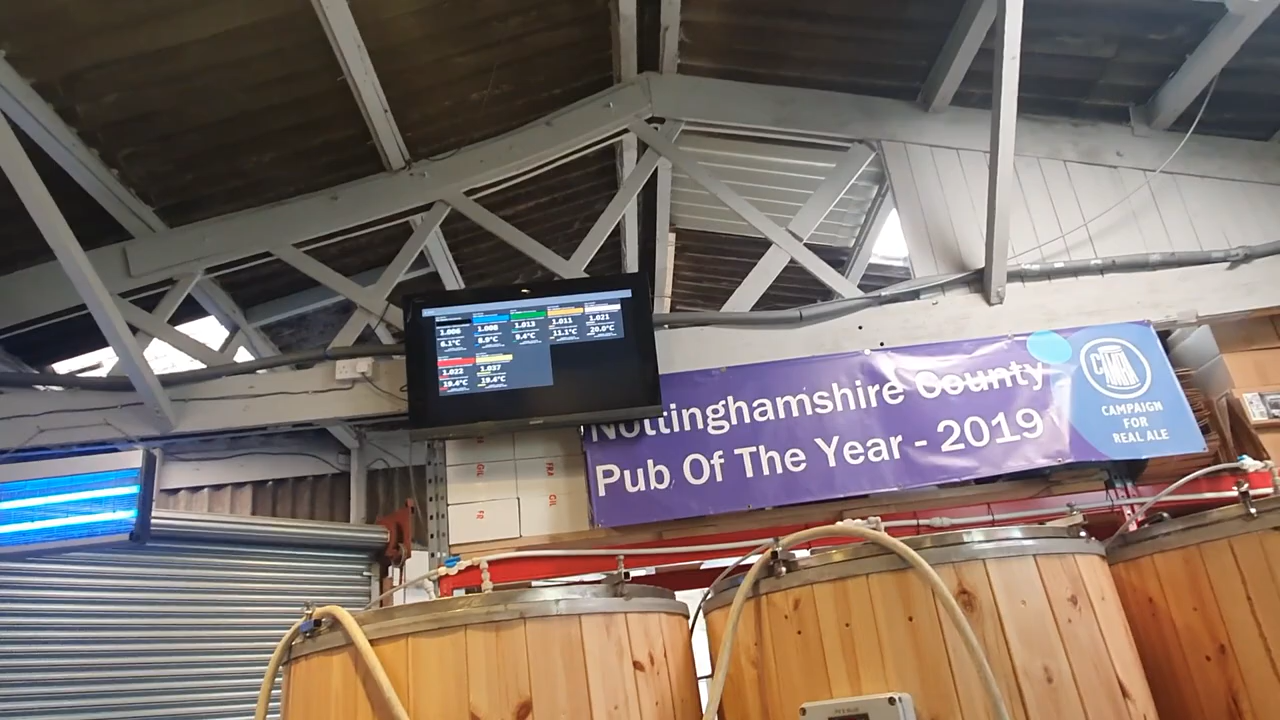 1.006
6.1°C
1.008
8.9°C
1.013
9.4°C
1.011
11.1°C
1.021
20.0°C
1.022
19.4°C
1.037
19.4°C
Nottinghamshire County
Pub Of The Year - 2019
CAMRA
CAMPAIGN
FOR
REAL ALE